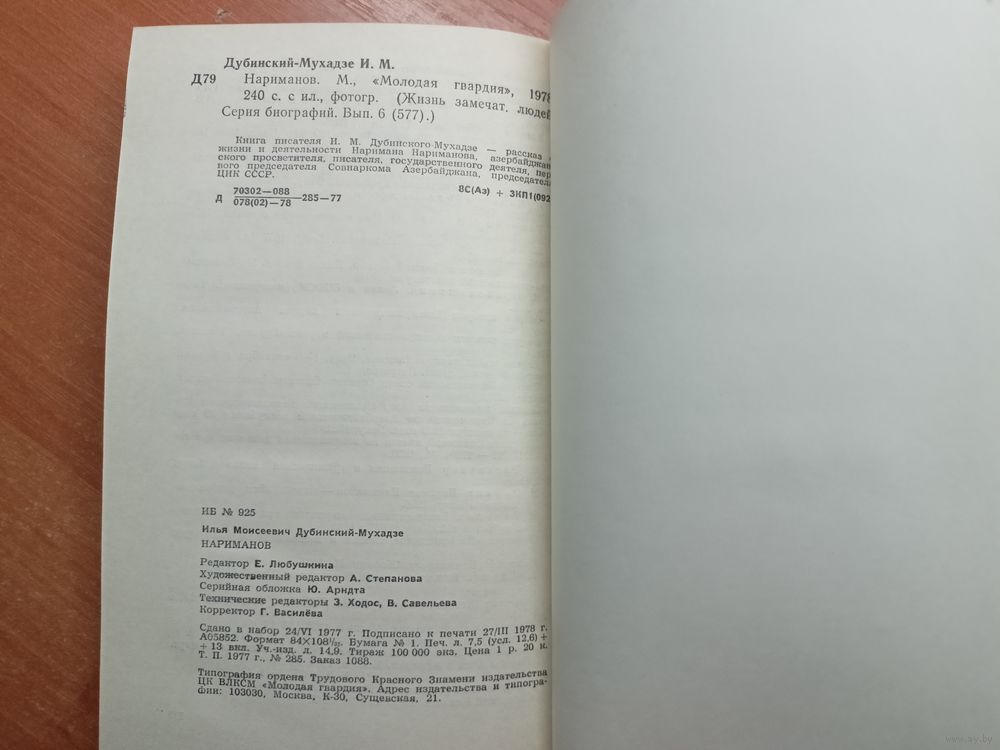 Дубинский-Мухадзе И. М.
Д79 Нариманов. М., «Молодая гвардия», 1978
240 с. с ил., фотогр. (Жизнь замечат. людей
Серия биографий. Вып. 6 (577).)
Книга писателя И. М. Дубинского-Мухадзе — рассказ
жизни и деятельности Наримана Нариманова, азербайджан
ского просветителя, писателя, государственного деятеля, пер
вого председателя Совнаркома Азербайджана, председателя
ЦИК СССР.
Д 70302—088
078(02)—78 —285—77 8С(Аз) + 3КП1(092
ИБ № 925
Илья Моисеевич Дубинский-Мухадзе
НАРИМАНОВ
Редактор Е. Любушкина
Художественный редактор А. Степанова
Серийная обложка Ю. Арндта
Технические редакторы З. Ходос, В. Савельева
Корректор Г. Василёва
Сдано в набор 24/VI 1977 г. Подписано к печати 27/III 1978 г.
А05852. Формат 84×108¹/₃₂. Бумага № 1. Печ. л. 7,5 (усл. 12,6) +
+ 13 вкл. Уч.-изд. л. 14,9. Тираж 100 000 экз. Цена 1 р. 20 к.
Т. П. 1977 г., № 285. Заказ 1088.
Типография ордена Трудового Красного Знамени издательства
ЦК ВЛКСМ «Молодая гвардия». Адрес издательства и типогра-
фии: 103030, Москва, К-30, Сущевская, 21.
www.ay.by